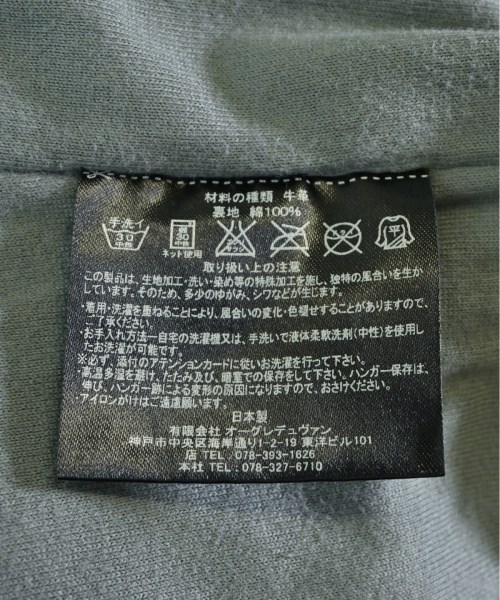 材料の種類 牛革
裏地 綿100%
手洗イ
30
中性
弱
30
中性
ネット使用
平
取り扱い上の注意
この製品は、生地加工・洗い・染め等の特殊加工を施し、独特の風合いを生か
しています。そのため、多少のゆがみ、シワなどが生じます。
・着用・洗濯を重ねることにより、風合いの変化・色褪せすることがありますので、
ご了承ください。
・お手入れ方法―自宅の洗濯機又は、手洗いで液体柔軟洗剤(中性)を使用し
たお洗濯が可能です。
※必ず、添付のアテンションカードに従いお洗濯を行って下さい。
・高温多湿を避け、たたみ及び、暗室での保存をして下さい。ハンガー保存は、
伸び、ハンガー跡による変形の原因になりますので、おさけください。
・アイロンがけはご遠慮願います。
日本製
有限会社 オーグレデュヴァン
神戸市中央区海岸通り1-2-19 東洋ビル101
店 TEL:078-393-1626
本社 TEL:078-327-6710